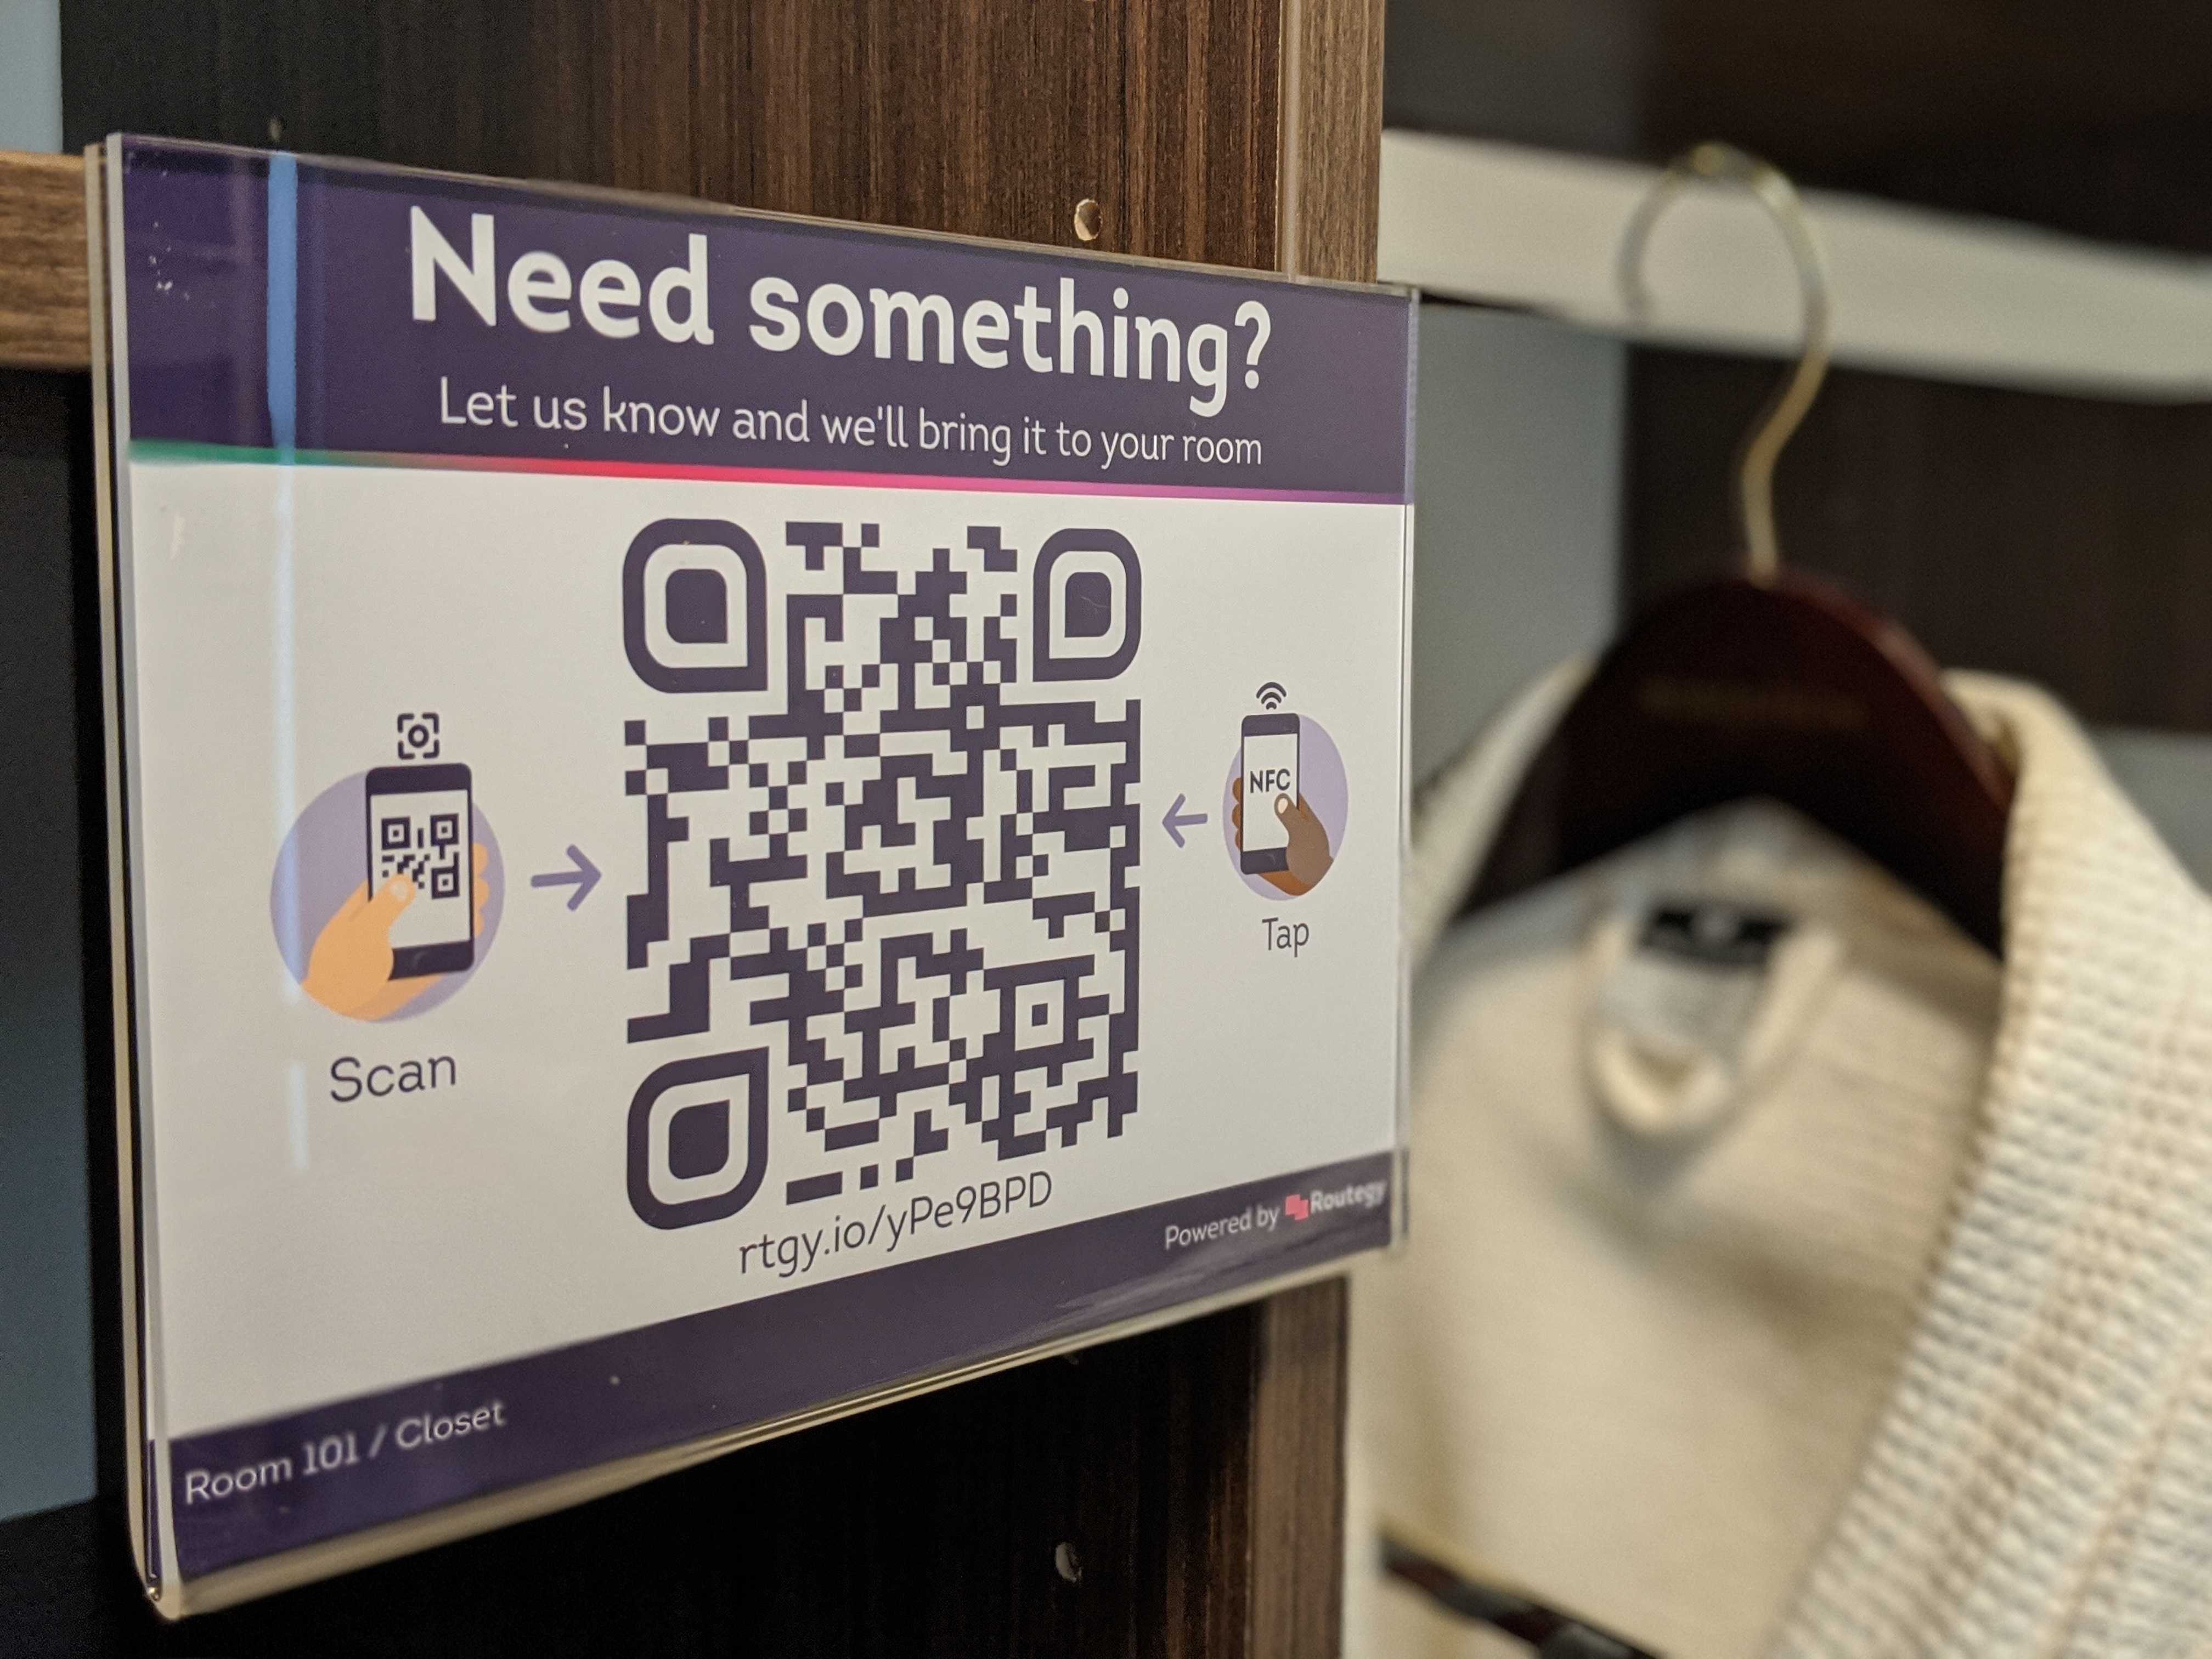 Need something?
Let us know and we'll bring it to your room
NFC
Scan
Tap
rtgy.io/yPe9BPD
Powered by Routegy
Room 101 / Closet